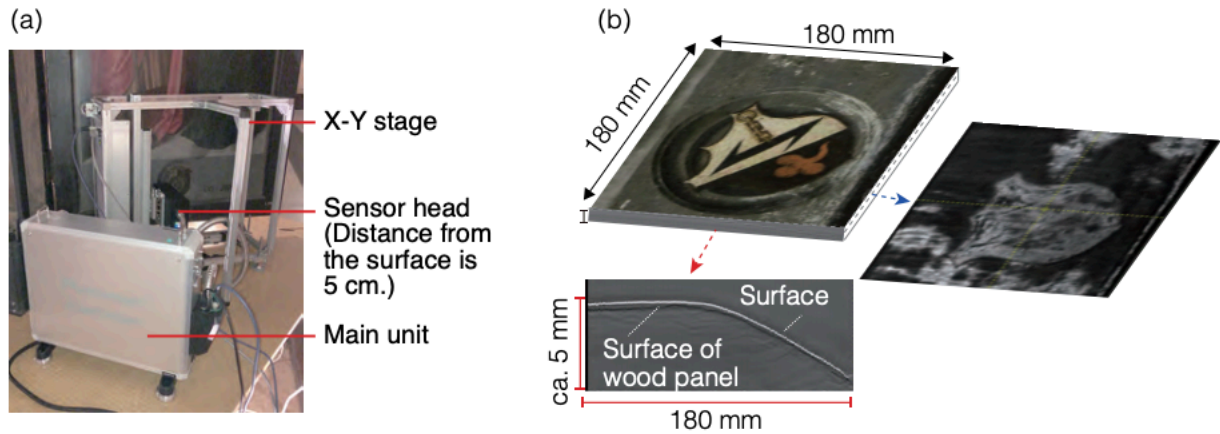 (a)
X-Y stage
Sensor head
(Distance from
the surface is
5 cm.)
Main unit
(b)
180 mm
180 mm
Surface
Surface of
wood panel
ca. 5 mm
180 mm